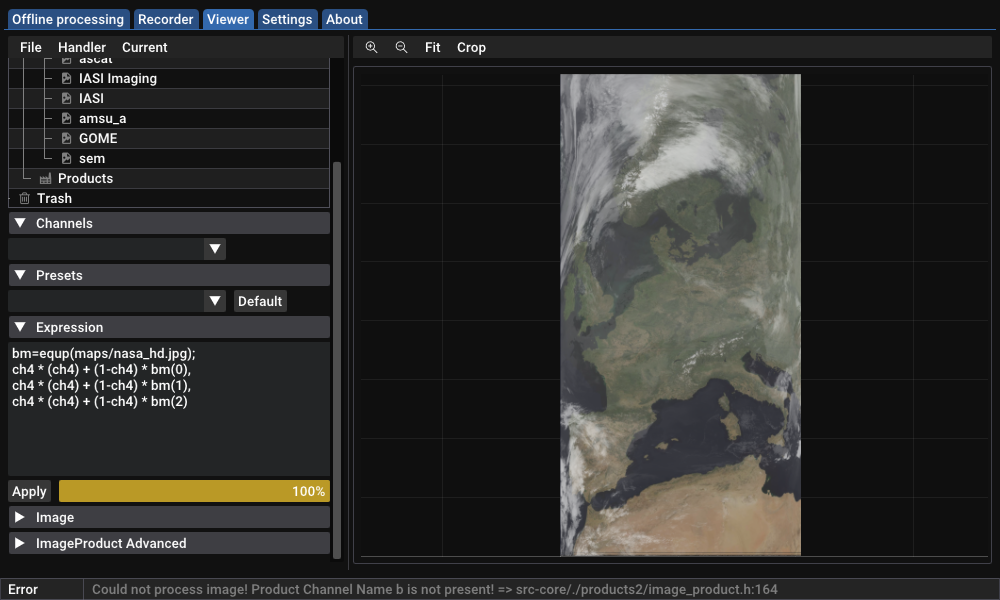 Offline processing
Recorder
Viewer
Settings
About
File
Handler
Current
Fit
Crop
ascat
IASI Imaging
IASI
amsu_a
GOME
sem
Products
Trash
Channels
Presets
Default
Expression
bm=equp(maps/nasa_hd.jpg);
ch4 * (ch4) + (1-ch4) * bm(0),
ch4 * (ch4) + (1-ch4) * bm(1),
ch4 * (ch4) + (1-ch4) * bm(2)
Apply
100%
Image
ImageProduct Advanced
Error
Could not process image! Product Channel Name b is not present! => src-core/./products2/image_product.h:164